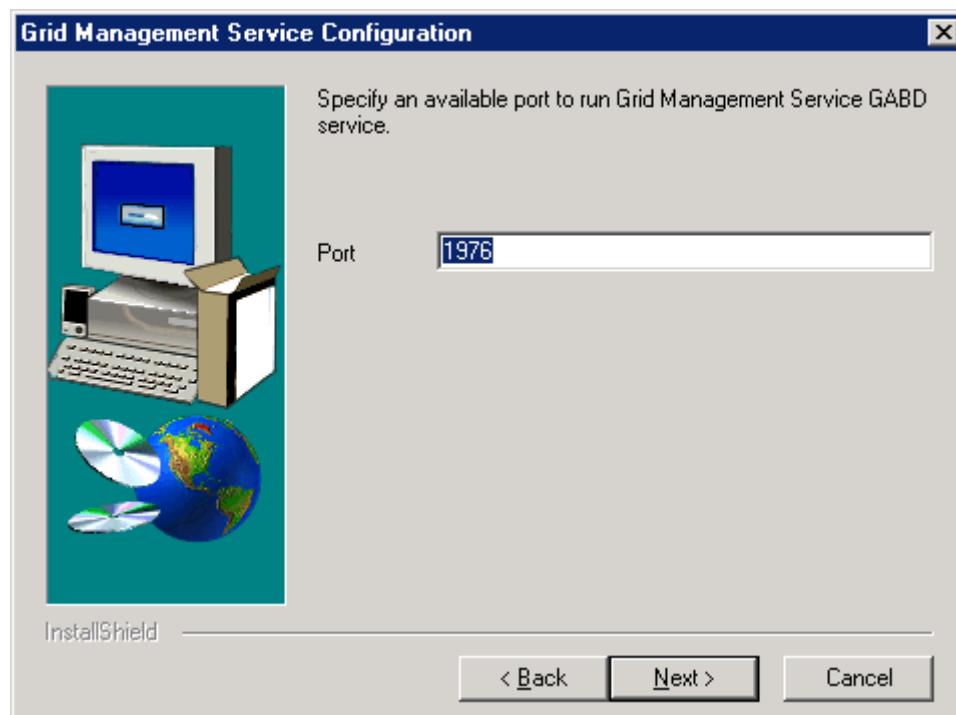 Grid Management Service Configuration
Specify an available port to run Grid Management Service GABD
service.
Port
1976
InstallShield
< Back
Next >
Cancel